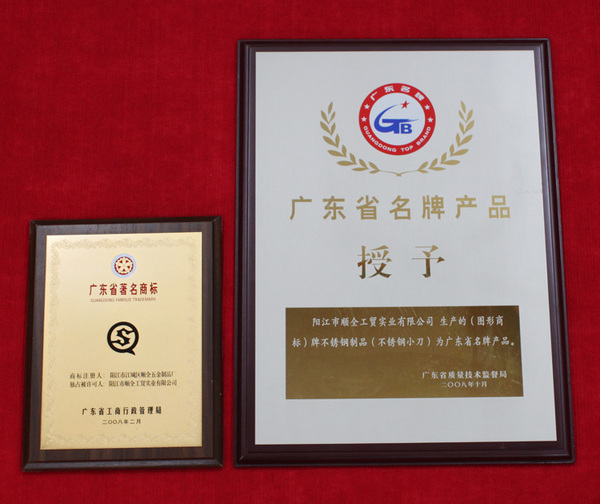 广东省著名商标
GUANGDONG FAMOUS TRADEMARK
商标注册人：阳江市江城区顺全五金制品厂
独占被许可人：阳江市顺全工贸实业有限公司
广东省工商行政管理局
二〇〇八年二月
广东名牌
GTB
GUANGDONG TOP BRAND
广东省名牌产品
授予
阳江市顺全工贸实业有限公司 生产的（图形商
标）牌不锈钢制品（不锈钢小刀）为广东省名牌产品。
广东省质量技术监督局
二〇〇八年十月